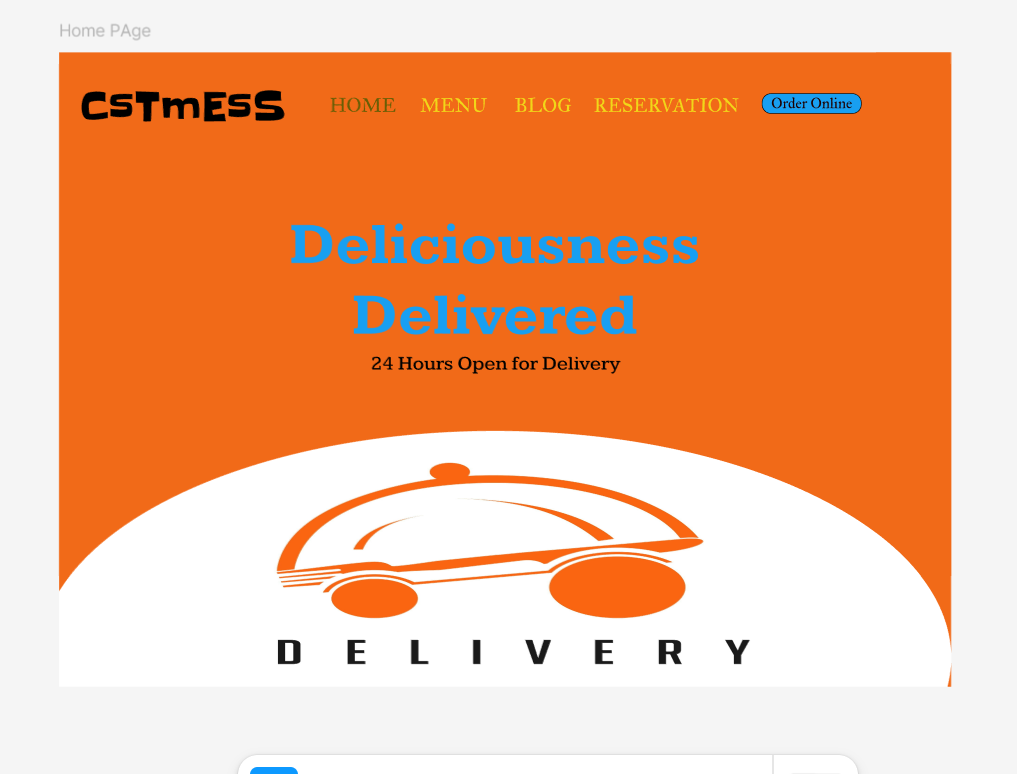 Home PAge
CsTmEsS HOME MENU BLOG RESERVATION Order Online
Deliciousness
Delivered
24 Hours Open for Delivery
DELIVERY